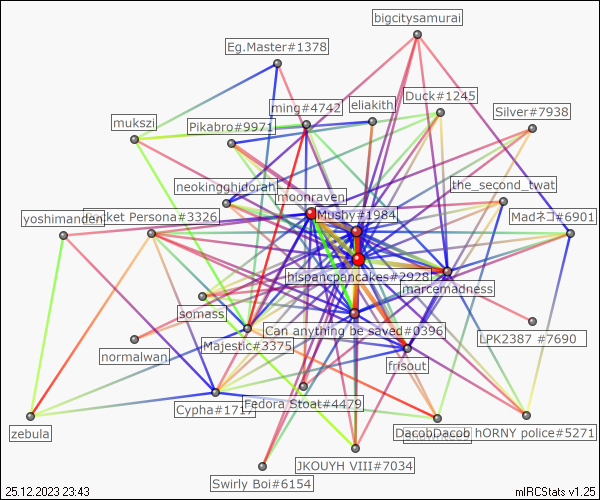 bigcitysamurai
Eg.Master#1378
Duck#1245
ming#4742
eliakith
Silver#7938
mukszi
Pikabro#9971
neokingghidorah
the_second_twat
moonraven
Mushy#1984
yoshimanden
Persona#3326
Madネコ#6901
hispancpancakes#2928
marcemadness
somass
Can anything be saved#0396
LPK2387 #7690
Majestic#3375
normalwan
frisout
Cypha#1717
Fedora Stoat#4479
zebula
DacobDacob
hORNY police#5271
JKOUYH VIII#7034
Swirly Boi#6154
25.12.2023 23:43
mIRCStats v1.25